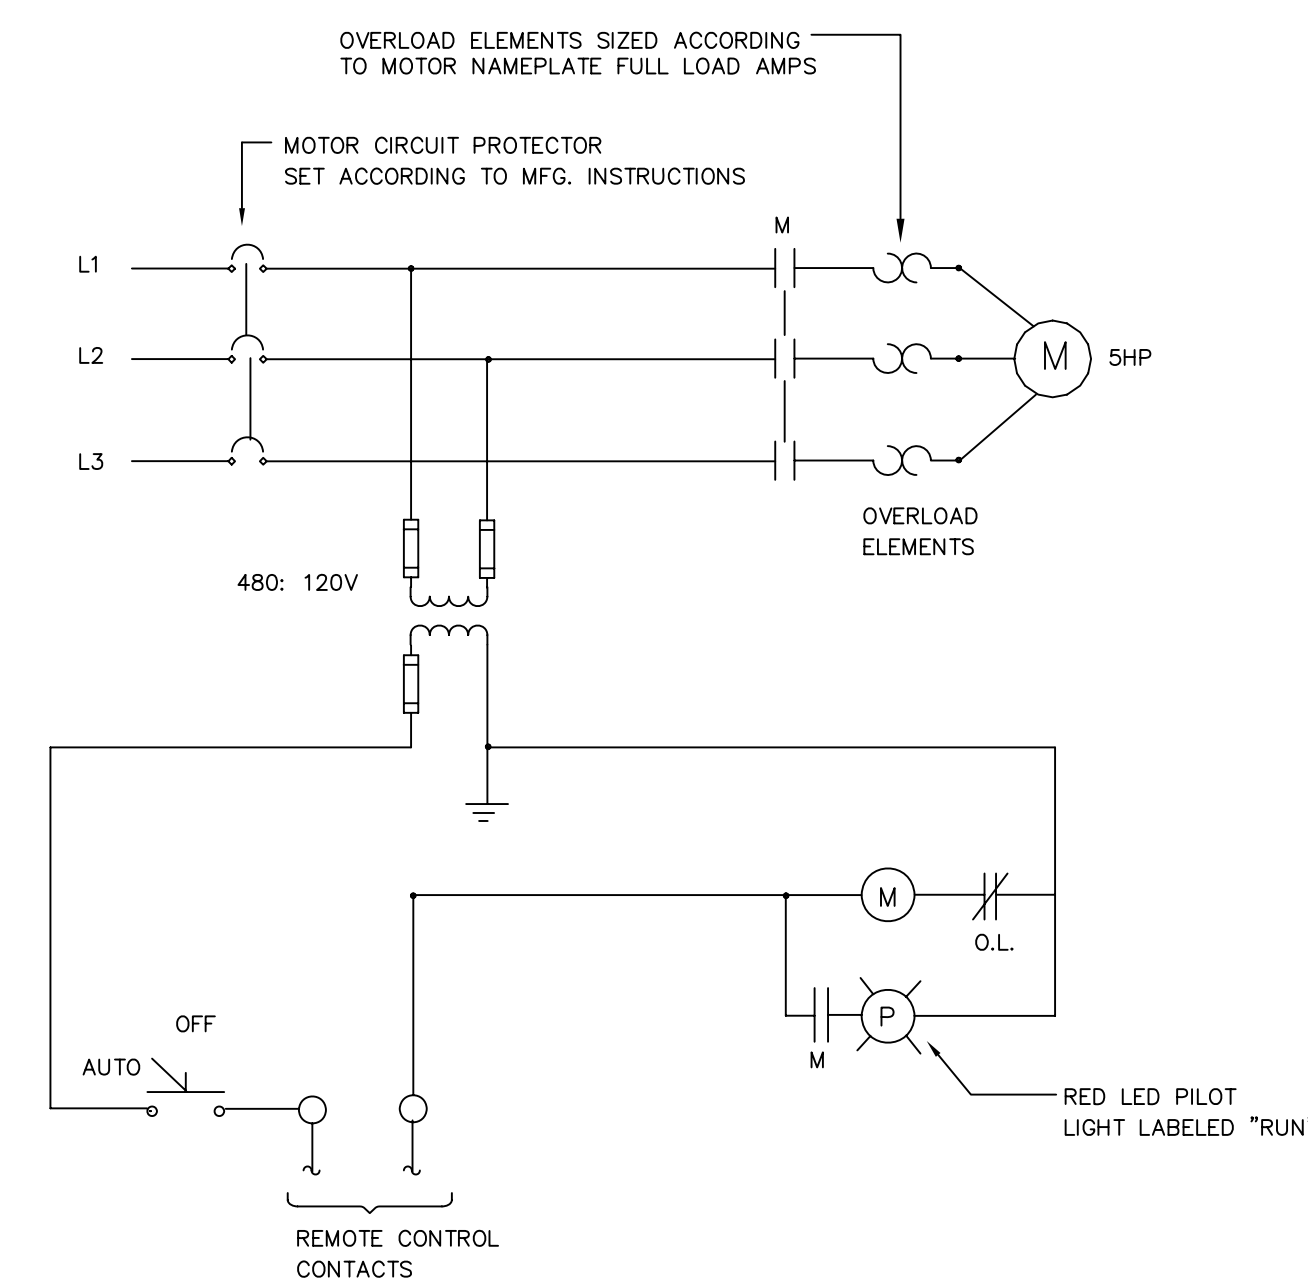 OVERLOAD ELEMENTS SIZED ACCORDING
TO MOTOR NAMEPLATE FULL LOAD AMPS
MOTOR CIRCUIT PROTECTOR
SET ACCORDING TO MFG. INSTRUCTIONS
M
L1
L2
M
5HP
L3
OVERLOAD
ELEMENTS
480: 120V
M
O.L.
P
OFF
AUTO
M
RED LED PILOT
LIGHT LABELED "RUN"
REMOTE CONTROL
CONTACTS